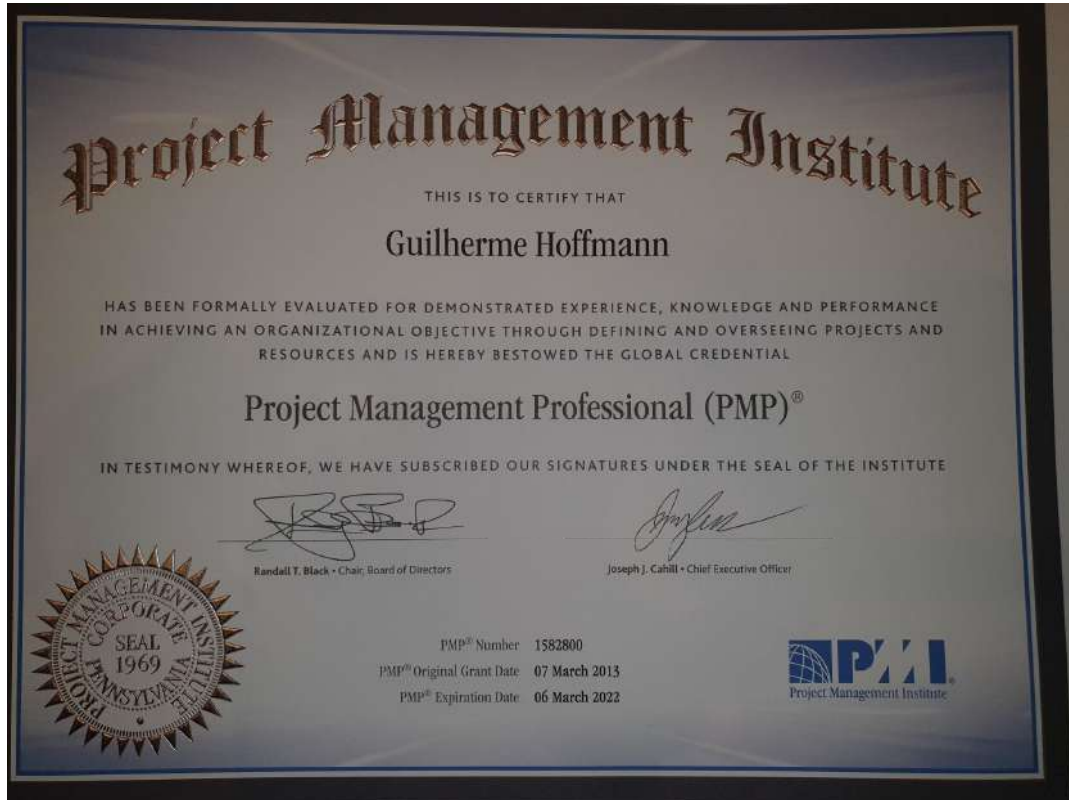 Project Management Institute
THIS IS TO CERTIFY THAT
Guilherme Hoffmann
HAS BEEN FORMALLY EVALUATED FOR DEMONSTRATED EXPERIENCE, KNOWLEDGE AND PERFORMANCE
IN ACHIEVING AN ORGANIZATIONAL OBJECTIVE THROUGH DEFINING AND OVERSEEING PROJECTS AND
RESOURCES AND IS HEREBY BESTOWED THE GLOBAL CREDENTIAL
Project Management Professional (PMP)®
IN TESTIMONY WHEREOF, WE HAVE SUBSCRIBED OUR SIGNATURES UNDER THE SEAL OF THE INSTITUTE
Randall T. Black • Chair, Board of Directors
Joseph J. Cahill • Chief Executive Officer
PROJECT MANAGEMENT INSTITUTE
CORPORATE
SEAL
1969
PENNSYLVANIA
PMP® Number 1582800
PMP® Original Grant Date 07 March 2013
PMP® Expiration Date 06 March 2022
PMI®
Project Management Institute